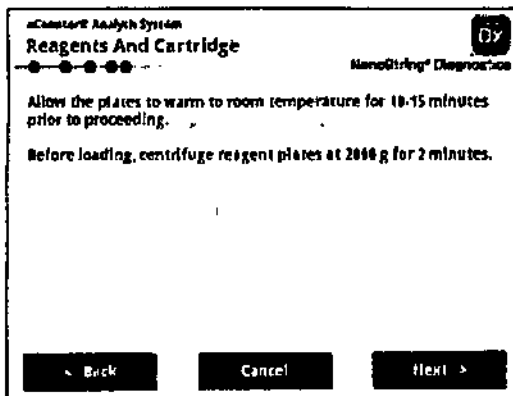 nCounter® Analysis System
Reagents And Cartridge
Dx
NanoString® Diagnostics
Allow the plates to warm to room temperature for 10-15 minutes
prior to proceeding.
Before loading, centrifuge reagent plates at 2000 g for 2 minutes.
< Back
Cancel
Next >